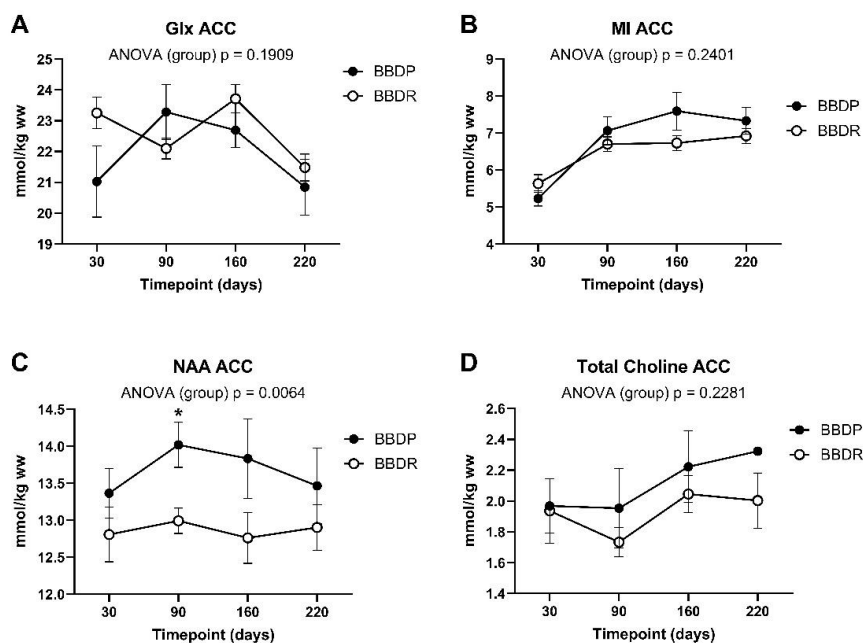 A
Glx ACC
ANOVA (group) p = 0.1909
BBDP
BBDR
mmol/kg ww
25
24
23
22
21
20
19
30 90 160 220
Timepoint (days)
B
MI ACC
ANOVA (group) p = 0.2401
BBDP
BBDR
mmol/kg ww
9
8
7
6
5
4
30 90 160 220
Timepoint (days)
C
NAA ACC
ANOVA (group) p = 0.0064
*
BBDP
BBDR
mmol/kg ww
14.5
14.0
13.5
13.0
12.5
12.0
30 90 160 220
Timepoint (days)
D
Total Choline ACC
ANOVA (group) p = 0.2281
BBDP
BBDR
mmol/kg ww
2.6
2.4
2.2
2.0
1.8
1.6
1.4
30 90 160 220
Timepoint (days)